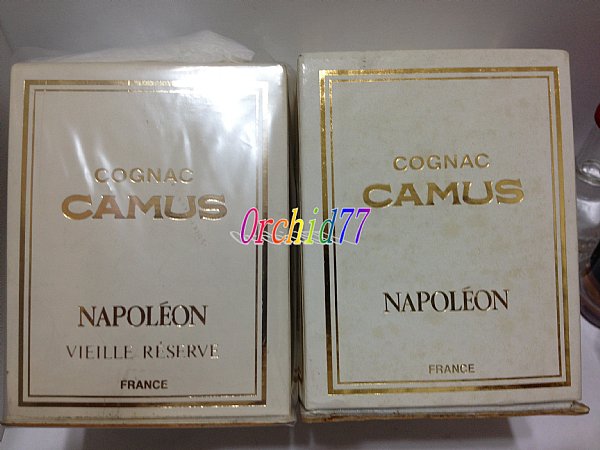 COGNAC
CAMUS
NAPOLÉON
VIEILLE RÉSERVE
FRANCE
COGNAC
CAMUS
NAPOLÉON
FRANCE
Orchid77